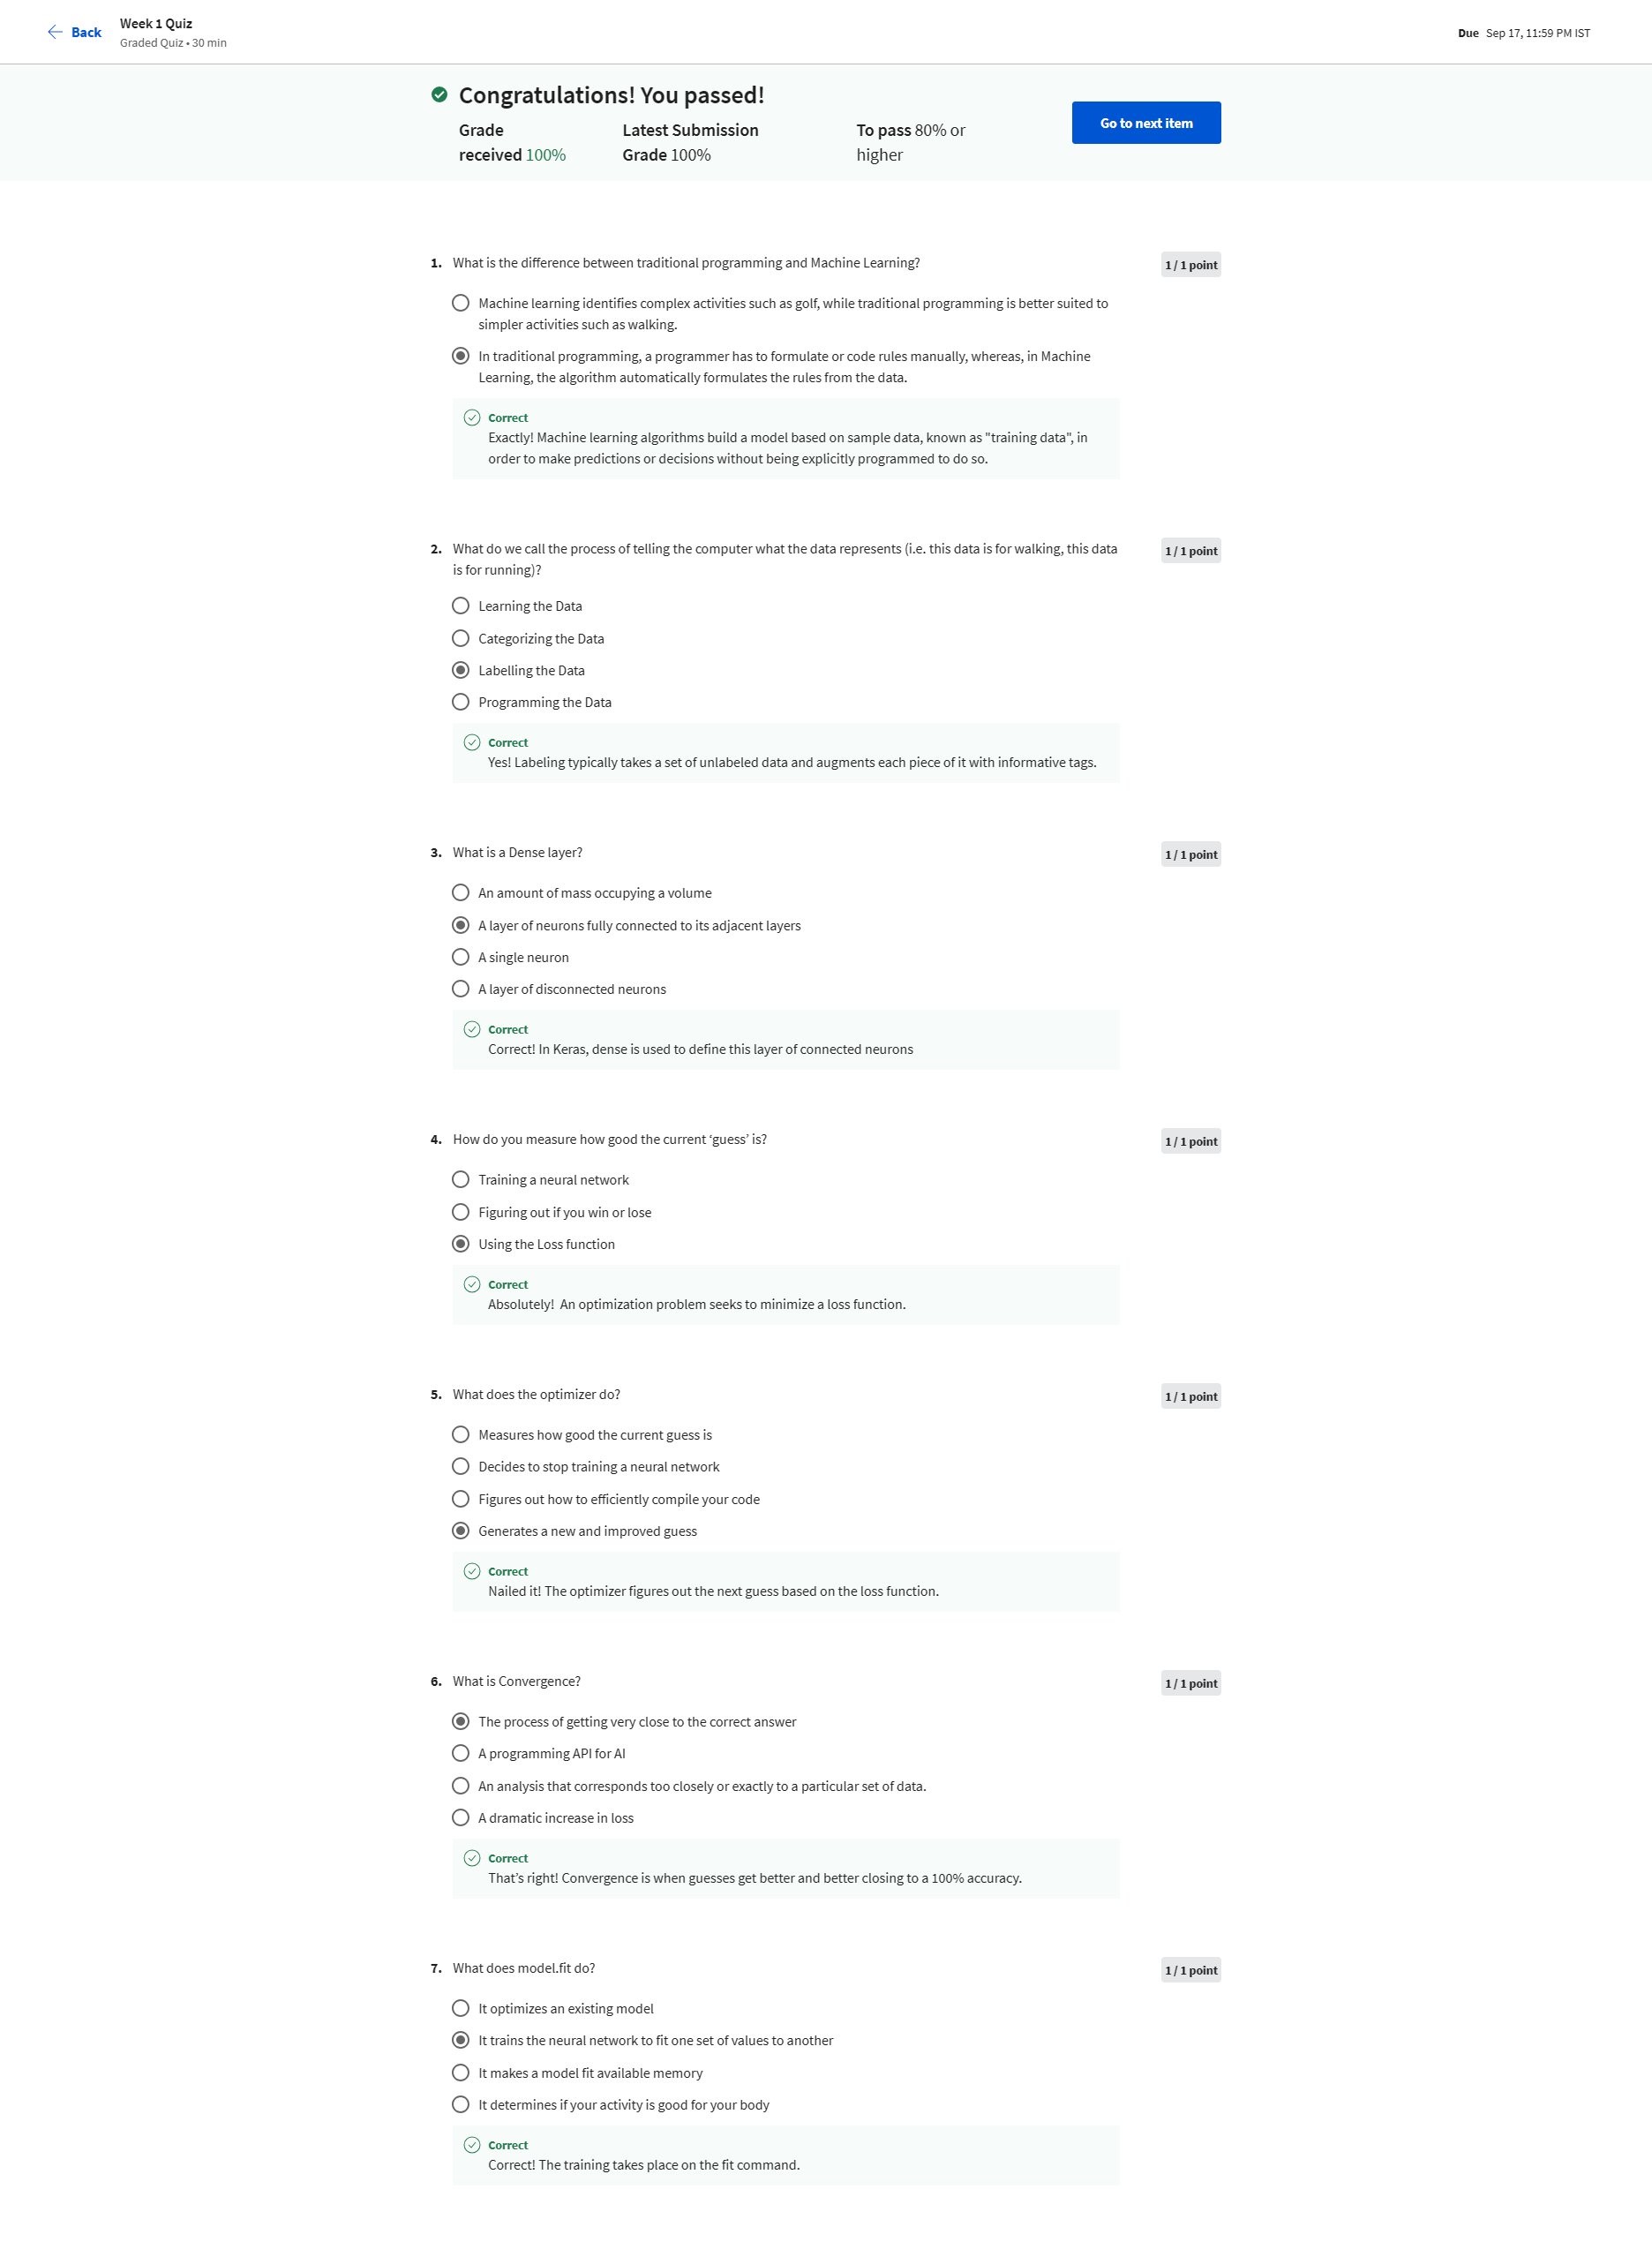 Back
Week 1 Quiz
Graded Quiz • 30 min
Due Sep 17, 11:59 PM IST
Congratulations! You passed!
Grade
received 100%
Latest Submission
Grade 100%
To pass 80% or
higher
Go to next item
1. What is the difference between traditional programming and Machine Learning?
1 / 1 point
Machine learning identifies complex activities such as golf, while traditional programming is better suited to
simpler activities such as walking.
In traditional programming, a programmer has to formulate or code rules manually, whereas, in Machine
Learning, the algorithm automatically formulates the rules from the data.
Correct
Exactly! Machine learning algorithms build a model based on sample data, known as "training data", in
order to make predictions or decisions without being explicitly programmed to do so.
2. What do we call the process of telling the computer what the data represents (i.e. this data is for walking, this data
is for running)?
1 / 1 point
Learning the Data
Categorizing the Data
Labelling the Data
Programming the Data
Correct
Yes! Labeling typically takes a set of unlabeled data and augments each piece of it with informative tags.
3. What is a Dense layer?
1 / 1 point
An amount of mass occupying a volume
A layer of neurons fully connected to its adjacent layers
A single neuron
A layer of disconnected neurons
Correct
Correct! In Keras, dense is used to define this layer of connected neurons
4. How do you measure how good the current ‘guess’ is?
1 / 1 point
Training a neural network
Figuring out if you win or lose
Using the Loss function
Correct
Absolutely! An optimization problem seeks to minimize a loss function.
5. What does the optimizer do?
1 / 1 point
Measures how good the current guess is
Decides to stop training a neural network
Figures out how to efficiently compile your code
Generates a new and improved guess
Correct
Nailed it! The optimizer figures out the next guess based on the loss function.
6. What is Convergence?
1 / 1 point
The process of getting very close to the correct answer
A programming API for AI
An analysis that corresponds too closely or exactly to a particular set of data.
A dramatic increase in loss
Correct
That’s right! Convergence is when guesses get better and better closing to a 100% accuracy.
7. What does model.fit do?
1 / 1 point
It optimizes an existing model
It trains the neural network to fit one set of values to another
It makes a model fit available memory
It determines if your activity is good for your body
Correct
Correct! The training takes place on the fit command.